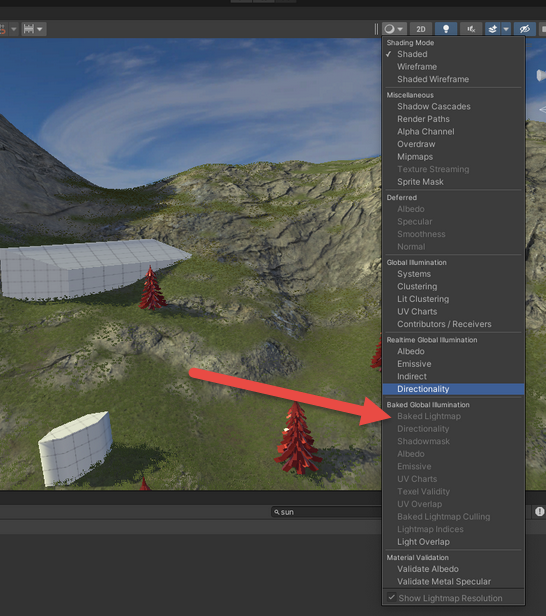 2D
Shading Mode
Shaded
Wireframe
Shaded Wireframe
Miscellaneous
Shadow Cascades
Render Paths
Alpha Channel
Overdraw
Mipmaps
Texture Streaming
Sprite Mask
Deferred
Albedo
Specular
Smoothness
Normal
Global Illumination
Systems
Clustering
Lit Clustering
UV Charts
Contributors / Receivers
Realtime Global Illumination
Albedo
Emissive
Indirect
Directionality
Baked Global Illumination
Baked Lightmap
Directionality
Shadowmask
Albedo
Emissive
UV Charts
Texel Validity
UV Overlap
Baked Lightmap Culling
Lightmap Indices
Light Overlap
Material Validation
Validate Albedo
Validate Metal Specular
Show Lightmap Resolution
sun